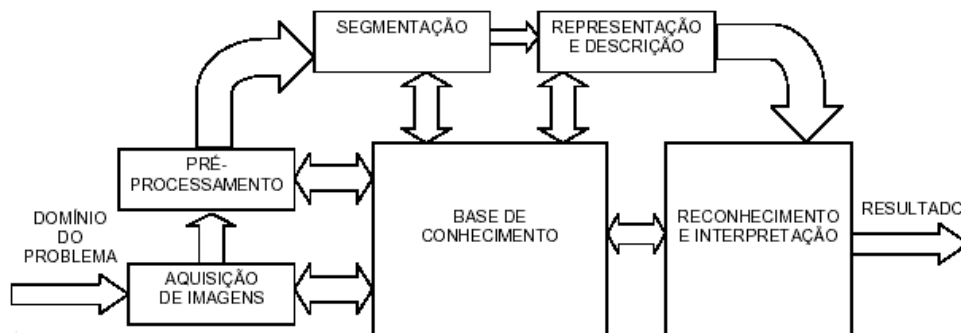 SEGMENTAÇÃO
REPRESENTAÇÃO
E DESCRIÇÃO
PRÉ-
PROCESSAMENTO
BASE DE
CONHECIMENTO
RECONHECIMENTO
E INTERPRETAÇÃO
RESULTADO
DOMÍNIO
DO
PROBLEMA
AQUISIÇÃO
DE IMAGENS